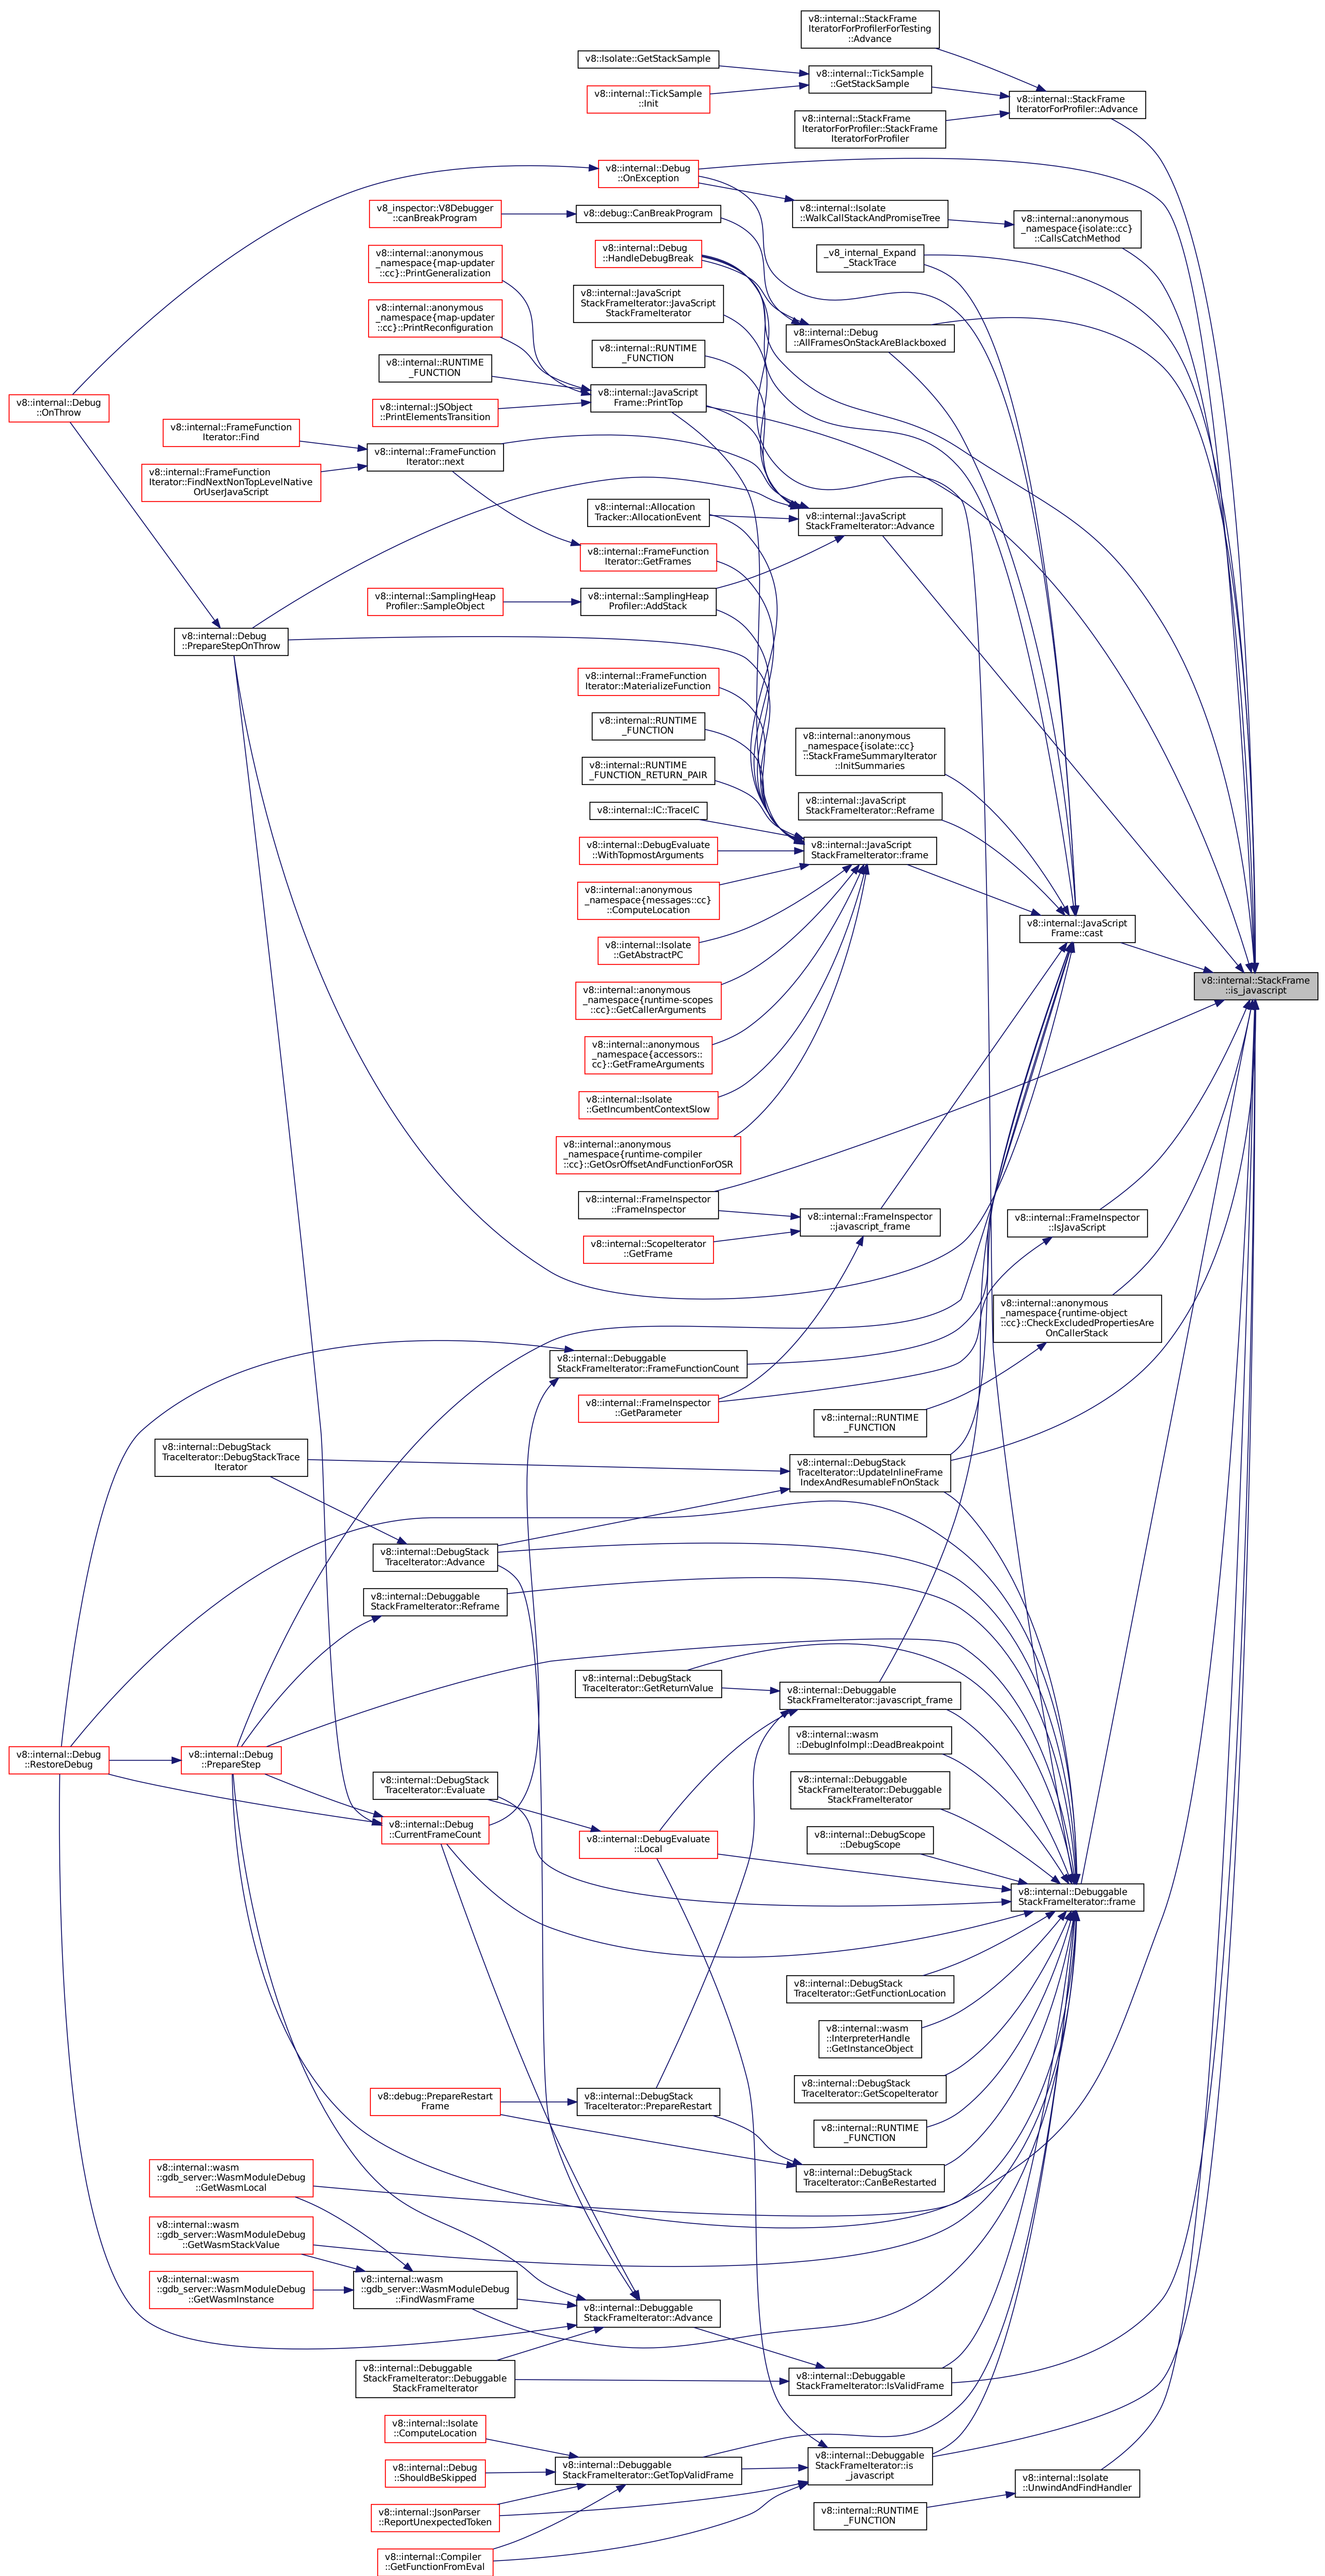 v8::internal::StackFrame
IteratorForProfilerForTesting
::Advance
v8::Isolate::GetStackSample
v8::internal::TickSample
::GetStackSample
v8::internal::TickSample
::Init
v8::internal::StackFrame
IteratorForProfiler::Advance
v8::internal::StackFrame
IteratorForProfiler::StackFrame
IteratorForProfiler
v8::internal::Debug
::OnException
v8_inspector::V8Debugger
::canBreakProgram
v8::debug::CanBreakProgram
v8::internal::Isolate
::WalkCallStackAndPromiseTree
v8::internal::anonymous
_namespace{isolate::cc}
::CallsCatchMethod
v8::internal::anonymous
_namespace{map-updater
::cc}::PrintGeneralization
v8::internal::Debug
::HandleDebugBreak
_v8_internal_Expand
_StackTrace
v8::internal::JavaScript
StackFrameIterator::JavaScript
StackFrameIterator
v8::internal::anonymous
_namespace{map-updater
::cc}::PrintReconfiguration
v8::internal::Debug
::AllFramesOnStackAreBlackboxed
v8::internal::RUNTIME
_FUNCTION
v8::internal::RUNTIME
_FUNCTION
v8::internal::Debug
::OnThrow
v8::internal::JSObject
::PrintElementsTransition
v8::internal::JavaScript
Frame::PrintTop
v8::internal::FrameFunction
Iterator::Find
v8::internal::FrameFunction
Iterator::next
v8::internal::FrameFunction
Iterator::FindNextNonTopLevelNative
OrUserJavaScript
v8::internal::Allocation
Tracker::AllocationEvent
v8::internal::JavaScript
StackFrameIterator::Advance
v8::internal::FrameFunction
Iterator::GetFrames
v8::internal::SamplingHeap
Profiler::SampleObject
v8::internal::SamplingHeap
Profiler::AddStack
v8::internal::Debug
::PrepareStepOnThrow
v8::internal::FrameFunction
Iterator::MaterializeFunction
v8::internal::RUNTIME
_FUNCTION
v8::internal::anonymous
_namespace{isolate::cc}
::StackFrameSummaryIterator
::InitSummaries
v8::internal::RUNTIME
_FUNCTION_RETURN_PAIR
v8::internal::IC::TraceIC
v8::internal::JavaScript
StackFrameIterator::Reframe
v8::internal::DebugEvaluate
::WithTopmostArguments
v8::internal::JavaScript
StackFrameIterator::frame
v8::internal::anonymous
_namespace{messages::cc}
::ComputeLocation
v8::internal::JavaScript
Frame::cast
v8::internal::Isolate
::GetAbstractPC
v8::internal::StackFrame
::is_javascript
v8::internal::anonymous
_namespace{runtime-scopes
::cc}::GetCallerArguments
v8::internal::anonymous
_namespace{accessors::
cc}::GetFrameArguments
v8::internal::Isolate
::GetIncumbentContextSlow
v8::internal::anonymous
_namespace{runtime-compiler
::cc}::GetOsrOffsetAndFunctionForOSR
v8::internal::FrameInspector
::FrameInspector
v8::internal::FrameInspector
::javascript_frame
v8::internal::FrameInspector
::IsJavaScript
v8::internal::ScopeIterator
::GetFrame
v8::internal::anonymous
_namespace{runtime-object
::cc}::CheckExcludedPropertiesAre
OnCallerStack
v8::internal::Debuggable
StackFrameIterator::FrameFunctionCount
v8::internal::FrameInspector
::GetParameter
v8::internal::RUNTIME
_FUNCTION
v8::internal::DebugStack
TraceIterator::DebugStackTrace
Iterator
v8::internal::DebugStack
TraceIterator::UpdateInlineFrame
IndexAndResumableFnOnStack
v8::internal::DebugStack
TraceIterator::Advance
v8::internal::Debuggable
StackFrameIterator::Reframe
v8::internal::DebugStack
TraceIterator::GetReturnValue
v8::internal::Debuggable
StackFrameIterator::javascript_frame
v8::internal::Debug
::RestoreDebug
v8::internal::Debug
::PrepareStep
v8::internal::wasm
::DebugInfoImpl::DeadBreakpoint
v8::internal::DebugStack
TraceIterator::Evaluate
v8::internal::Debuggable
StackFrameIterator::Debuggable
StackFrameIterator
v8::internal::Debug
::CurrentFrameCount
v8::internal::DebugEvaluate
::Local
v8::internal::DebugScope
::DebugScope
v8::internal::Debuggable
StackFrameIterator::frame
v8::internal::DebugStack
TraceIterator::GetFunctionLocation
v8::internal::wasm
::InterpreterHandle
::GetInstanceObject
v8::internal::DebugStack
TraceIterator::GetScopeIterator
v8::debug::PrepareRestart
Frame
v8::internal::DebugStack
TraceIterator::PrepareRestart
v8::internal::RUNTIME
_FUNCTION
v8::internal::DebugStack
TraceIterator::CanBeRestarted
v8::internal::wasm
::gdb_server::WasmModuleDebug
::GetWasmLocal
v8::internal::wasm
::gdb_server::WasmModuleDebug
::GetWasmStackValue
v8::internal::wasm
::gdb_server::WasmModuleDebug
::GetWasmInstance
v8::internal::wasm
::gdb_server::WasmModuleDebug
::FindWasmFrame
v8::internal::Debuggable
StackFrameIterator::Advance
v8::internal::Debuggable
StackFrameIterator::Debuggable
StackFrameIterator
v8::internal::Debuggable
StackFrameIterator::IsValidFrame
v8::internal::Isolate
::ComputeLocation
v8::internal::Debug
::ShouldBeSkipped
v8::internal::Debuggable
StackFrameIterator::GetTopValidFrame
v8::internal::Debuggable
StackFrameIterator::is
_javascript
v8::internal::Isolate
::UnwindAndFindHandler
v8::internal::JsonParser
::ReportUnexpectedToken
v8::internal::RUNTIME
_FUNCTION
v8::internal::Compiler
::GetFunctionFromEval